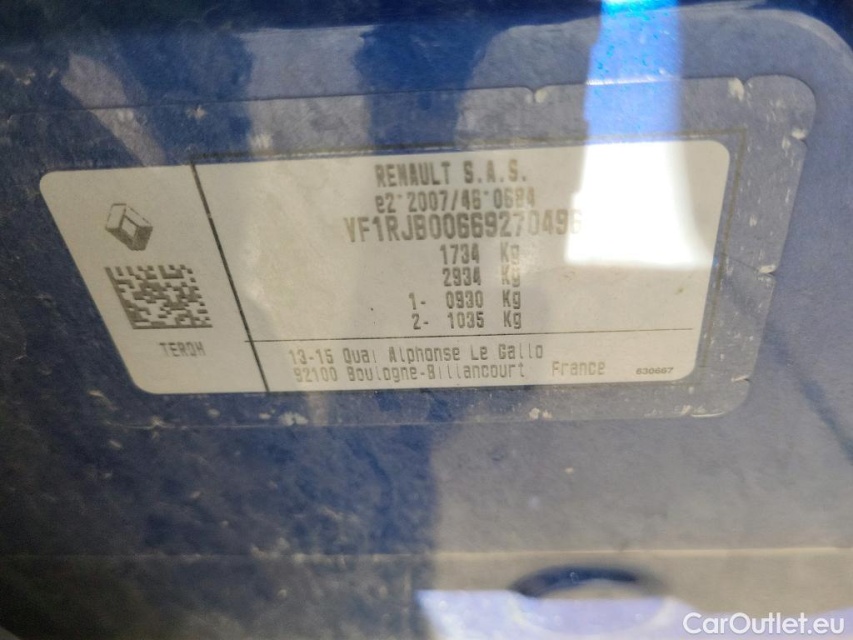 RENAULT S.A.S.
e2*2007/46*0684
VF1RJB00669270496
1734 Kg
2934 Kg
1- 0930 Kg
2- 1035 Kg
TEROH
13-15 Quai Alphonse Le Gallo
92100 Boulogne-Billancourt France
630667
CarOutlet.eu